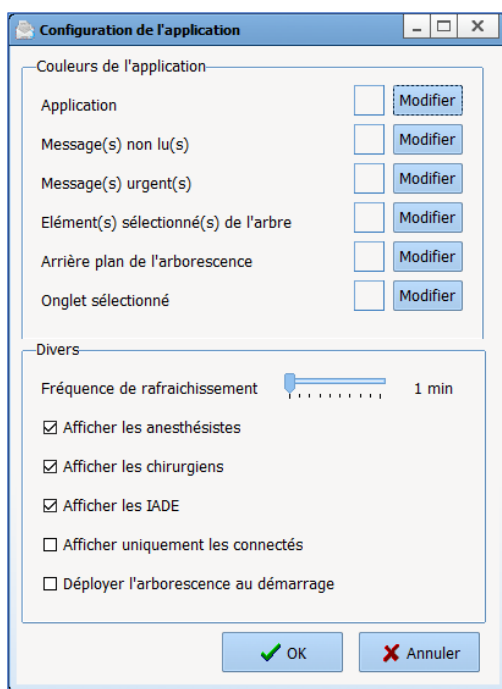 Configuration de l'application
Couleurs de l'application
Application Modifier
Message(s) non lu(s) Modifier
Message(s) urgent(s) Modifier
Elément(s) sélectionné(s) de l'arbre Modifier
Arrière plan de l'arborescence Modifier
Onglet sélectionné Modifier
Divers
Fréquence de rafraichissement 1 min
Afficher les anesthésistes
Afficher les chirurgiens
Afficher les IADE
Afficher uniquement les connectés
Déployer l'arborescence au démarrage
OK Annuler